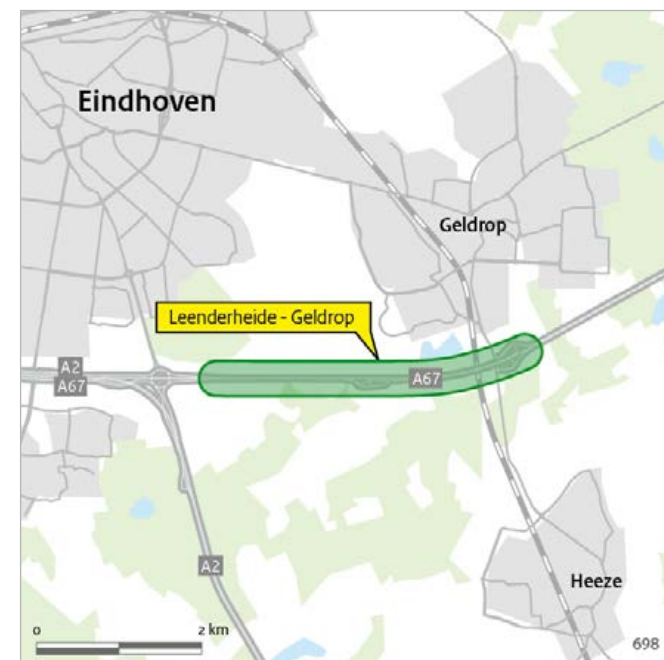 Eindhoven
Geldrop
Leenderheide - Geldrop
A2
A67
A67
A2
Heeze
0 2 km
698